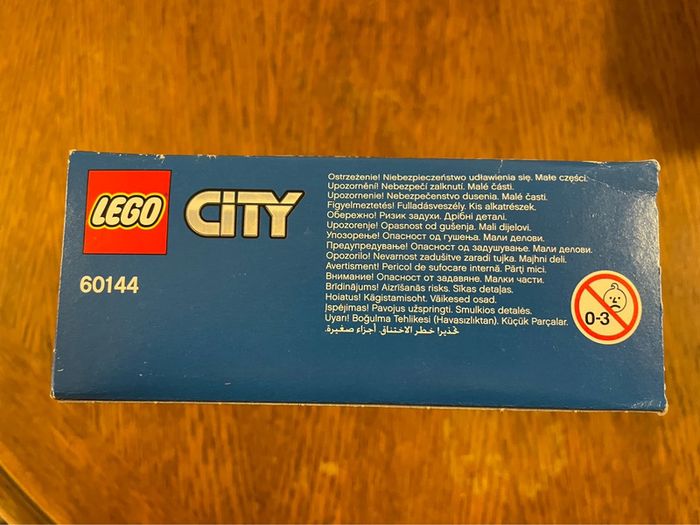 LEGO
CITY
60144
Ostrzeżenie! Niebezpieczeństwo udławienia się. Małe części.
Upozornění! Nebezpečí zalknutí. Malé části.
Upozornenie! Nebezpečenstvo dusenia. Malé časti.
Figyelmeztetés! Fulladásveszély. Kis alkatrészek.
Обережно! Ризик задухи. Дрібні деталі.
Upozorenje! Opasnost od gušenja. Mali dijelovi.
Упозорење! Опасност од гушења. Мали делови.
Предупредување! Опасност од задушување. Мали делови.
Opozorilo! Nevarnost zadušitve zaradi tujka. Majhni deli.
Avertisment! Pericol de sufocare internă. Părți mici.
Внимание! Опасност от задавяне. Малки части.
Brīdinājums! Aizrīšanās risks. Sīkas detaļas.
Hoiatus! Kägistamisoht. Väikesed osad.
Įspėjimas! Pavojus užspringti. Smulkios detalės.
Uyarı! Boğulma Tehlikesi (Havasızlıktan). Küçük Parçalar.
تحذير! خطر الاختناق. أجزاء صغيرة.
0-3